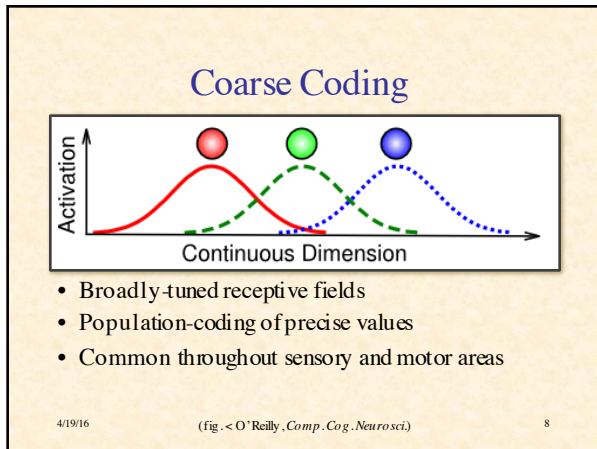 Coarse Coding
Activation
Continuous Dimension
• Broadly-tuned receptive fields
• Population-coding of precise values
• Common throughout sensory and motor areas
4/19/16 (fig. < O'Reilly, Comp. Cog. Neurosci.) 8